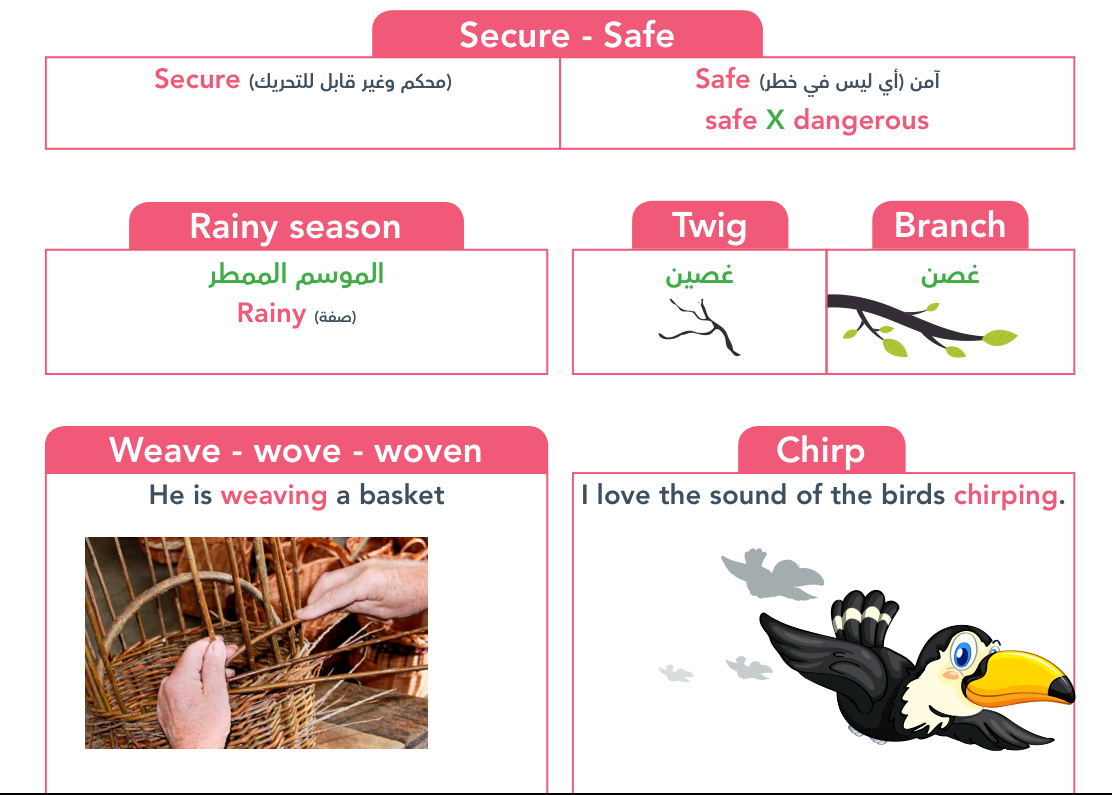 Secure - Safe
Secure (محكم وغير قابل للتحريك)
Safe آمن (أي ليس في خطر)
safe X dangerous
Rainy season
الموسم الممطر
Rainy (صفة)
Twig
غصين
Branch
غصن
Weave - wove - woven
He is weaving a basket
Chirp
I love the sound of the birds chirping.